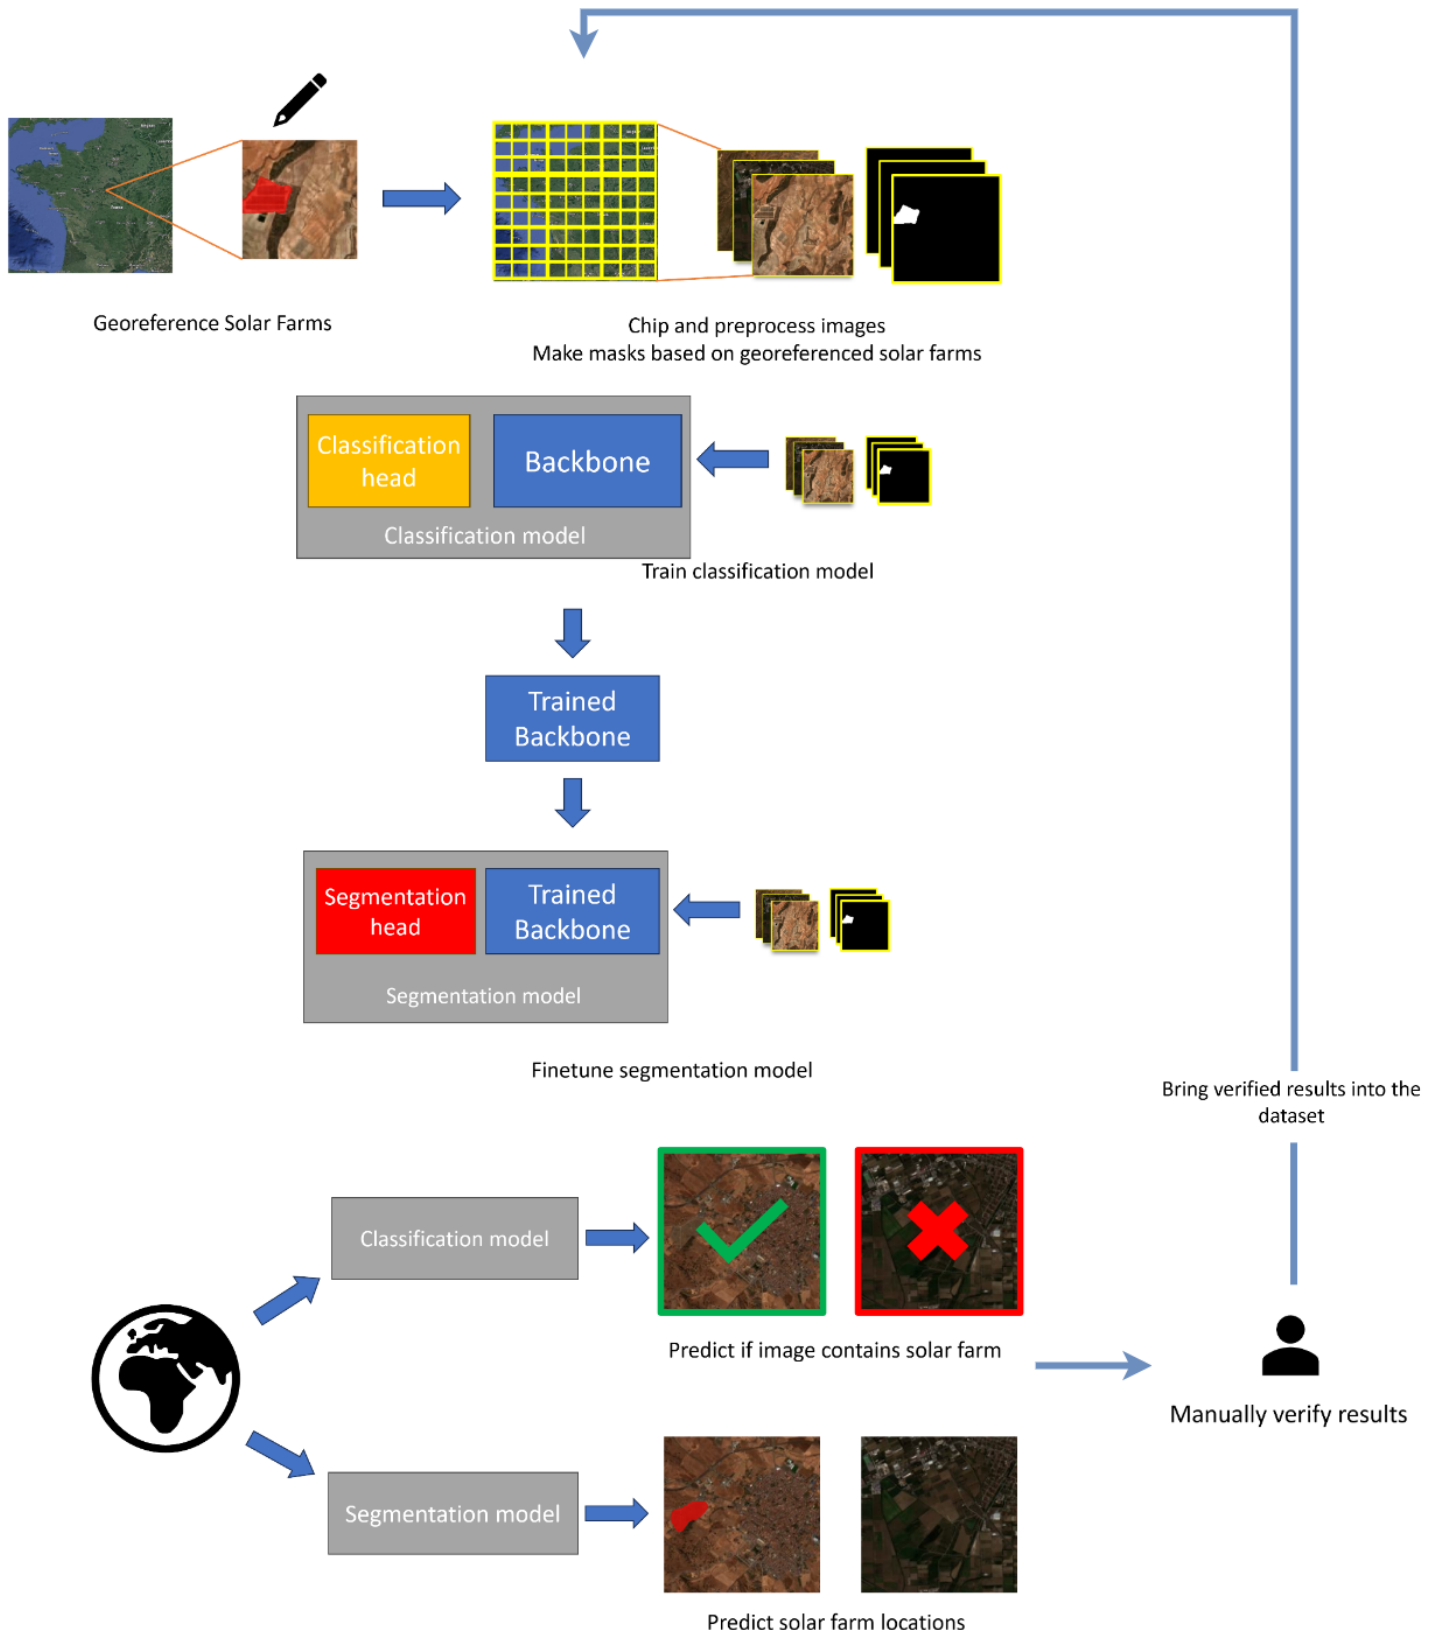 Georeference Solar Farms
Chip and preprocess images
Make masks based on georeferenced solar farms
Classification
head
Backbone
Classification model
Train classification model
Trained
Backbone
Segmentation
head
Trained
Backbone
Segmentation model
Finetune segmentation model
Bring verified results into the
dataset
Classification model
Predict if image contains solar farm
Manually verify results
Segmentation model
Predict solar farm locations